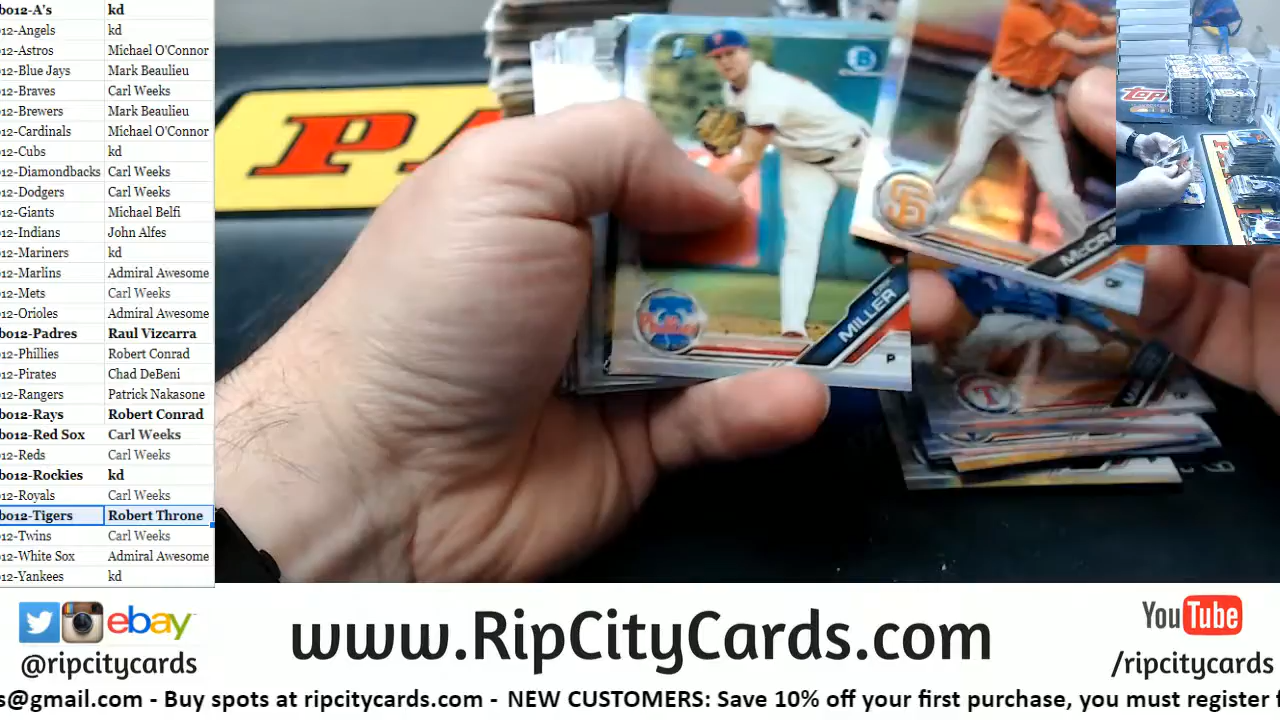 bo12-A's kd
12-Angels kd
12-Astros Michael O'Connor
12-Blue Jays Mark Beaulieu
12-Braves Carl Weeks
12-Brewers Mark Beaulieu
12-Cardinals Michael O'Connor
12-Cubs kd
12-Diamondbacks Carl Weeks
12-Dodgers Carl Weeks
12-Giants Michael Belfi
12-Indians John Alfes
12-Mariners kd
12-Marlins Admiral Awesome
12-Mets Carl Weeks
12-Orioles Admiral Awesome
bo12-Padres Raul Vizcarra
12-Phillies Robert Conrad
12-Pirates Chad DeBeni
12-Rangers Patrick Nakasone
bo12-Rays Robert Conrad
bo12-Red Sox Carl Weeks
12-Reds Carl Weeks
bo12-Rockies kd
12-Royals Carl Weeks
bo12-Tigers Robert Throne
12-Twins Carl Weeks
12-White Sox Admiral Awesome
12-Yankees kd
PA
1st
B
Phillies
MILLER
P
SF
McCRA
CF
T
TOPP
ebay
@ripcitycards
www.RipCityCards.com
YouTube
/ripcitycards
s@gmail.com - Buy spots at ripcitycards.com - NEW CUSTOMERS: Save 10% off your first purchase, you must register f